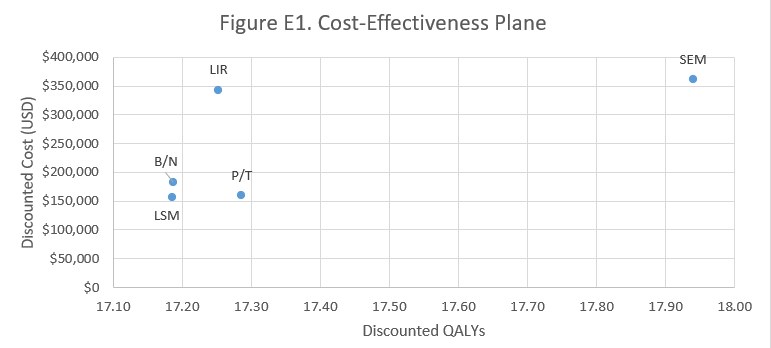 Figure E1. Cost-Effectiveness Plane
$400,000
$350,000
$300,000
$250,000
$200,000
$150,000
$100,000
$50,000
$0
Discounted Cost (USD)
LIR
SEM
B/N
P/T
LSM
17.10 17.20 17.30 17.40 17.50 17.60 17.70 17.80 17.90 18.00
Discounted QALYs